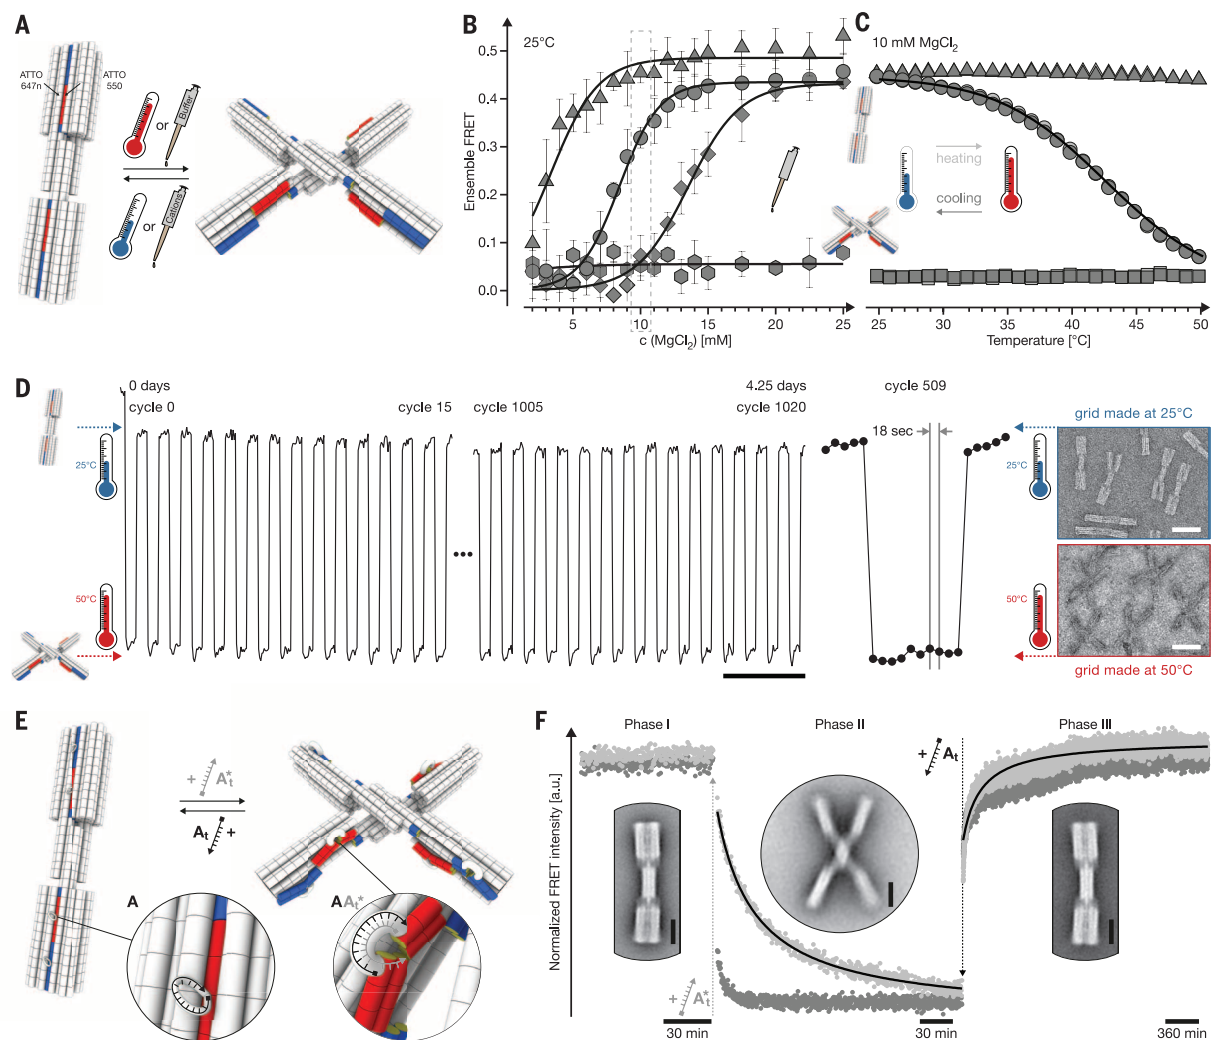 A
ATTO
647n
ATTO
550
or
Buffer
or
Cations
B
25°C
Ensemble FRET
0.5
0.4
0.3
0.2
0.1
0.0
5
10
15
20
25
c (MgCl2) [mM]
C
10 mM MgCl2
heating
cooling
25
30
35
40
45
50
Temperature [°C]
D
0 days
4.25 days
cycle 509
cycle 0
cycle 15
cycle 1005
cycle 1020
18 sec
grid made at 25°C
25°C
25°C
50°C
50°C
grid made at 50°C
E
+ A*t
At +
A
A A*t
F
Normalized FRET intensity [a.u.]
Phase I
Phase II
Phase III
+ At
+ A*t
30 min
30 min
360 min